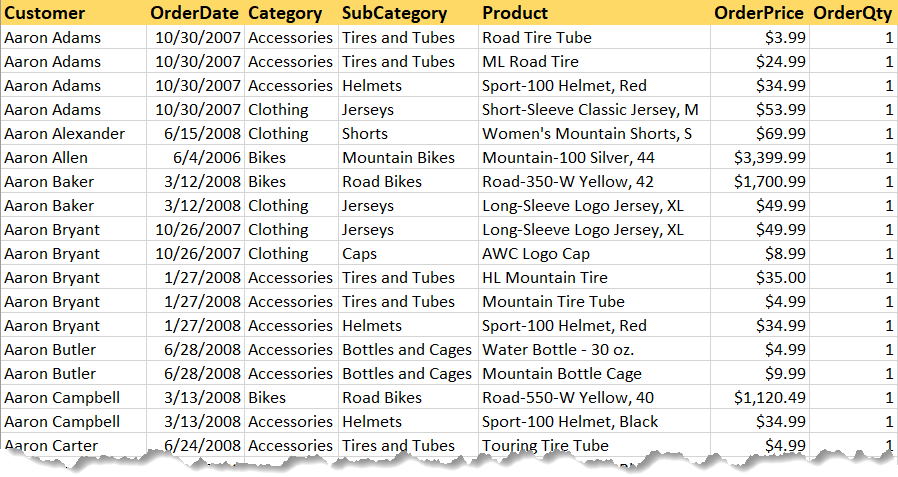 Customer OrderDate Category SubCategory Product OrderPrice OrderQty
Aaron Adams 10/30/2007 Accessories Tires and Tubes Road Tire Tube $3.99 1
Aaron Adams 10/30/2007 Accessories Tires and Tubes ML Road Tire $24.99 1
Aaron Adams 10/30/2007 Accessories Helmets Sport-100 Helmet, Red $34.99 1
Aaron Adams 10/30/2007 Clothing Jerseys Short-Sleeve Classic Jersey, M $53.99 1
Aaron Alexander 6/15/2008 Clothing Shorts Women's Mountain Shorts, S $69.99 1
Aaron Allen 6/4/2006 Bikes Mountain Bikes Mountain-100 Silver, 44 $3,399.99 1
Aaron Baker 3/12/2008 Bikes Road Bikes Road-350-W Yellow, 42 $1,700.99 1
Aaron Baker 3/12/2008 Clothing Jerseys Long-Sleeve Logo Jersey, XL $49.99 1
Aaron Bryant 10/26/2007 Clothing Jerseys Long-Sleeve Logo Jersey, XL $49.99 1
Aaron Bryant 10/26/2007 Clothing Caps AWC Logo Cap $8.99 1
Aaron Bryant 1/27/2008 Accessories Tires and Tubes HL Mountain Tire $35.00 1
Aaron Bryant 1/27/2008 Accessories Tires and Tubes Mountain Tire Tube $4.99 1
Aaron Bryant 1/27/2008 Accessories Helmets Sport-100 Helmet, Red $34.99 1
Aaron Butler 6/28/2008 Accessories Bottles and Cages Water Bottle - 30 oz. $4.99 1
Aaron Butler 6/28/2008 Accessories Bottles and Cages Mountain Bottle Cage $9.99 1
Aaron Campbell 3/13/2008 Bikes Road Bikes Road-550-W Yellow, 40 $1,120.49 1
Aaron Campbell 3/13/2008 Accessories Helmets Sport-100 Helmet, Black $34.99 1
Aaron Carter 6/24/2008 Accessories Tires and Tubes Touring Tire Tube $4.99 1